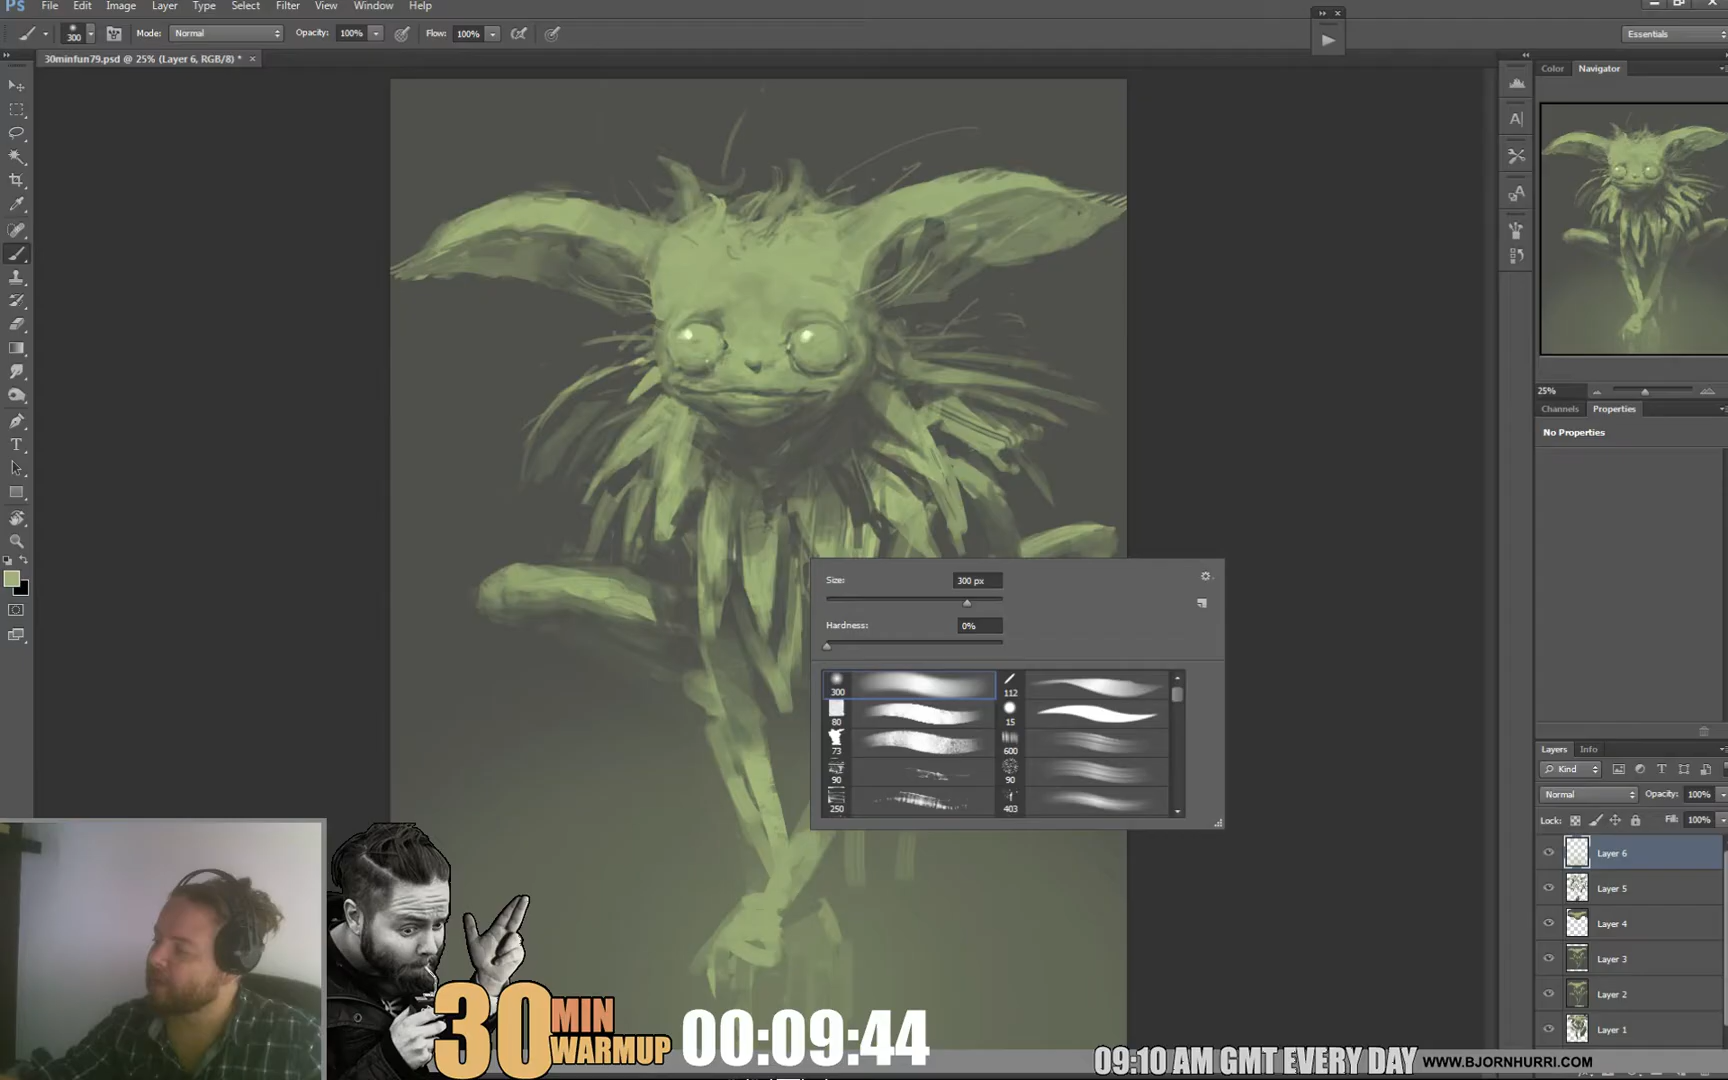 Ps File Edit Image Layer Type Select Filter View Window Help
300 Mode: Normal Opacity: 100% Flow: 100% Essentials
30minfun79.psd @ 25% (Layer 6, RGB/8) *
Color Navigator
25%
Channels Properties
No Properties
Size: 300 px
Hardness: 0%
300 112
80 15
73 600
90 90
250 403
Layers Info
Kind
Normal Opacity: 100%
Lock: Fill: 100%
Layer 6
Layer 5
Layer 4
Layer 3
Layer 2
Layer 1
30 MIN WARMUP
00:09:44
09:10 AM GMT EVERY DAY WWW.BJORNHURRI.COM